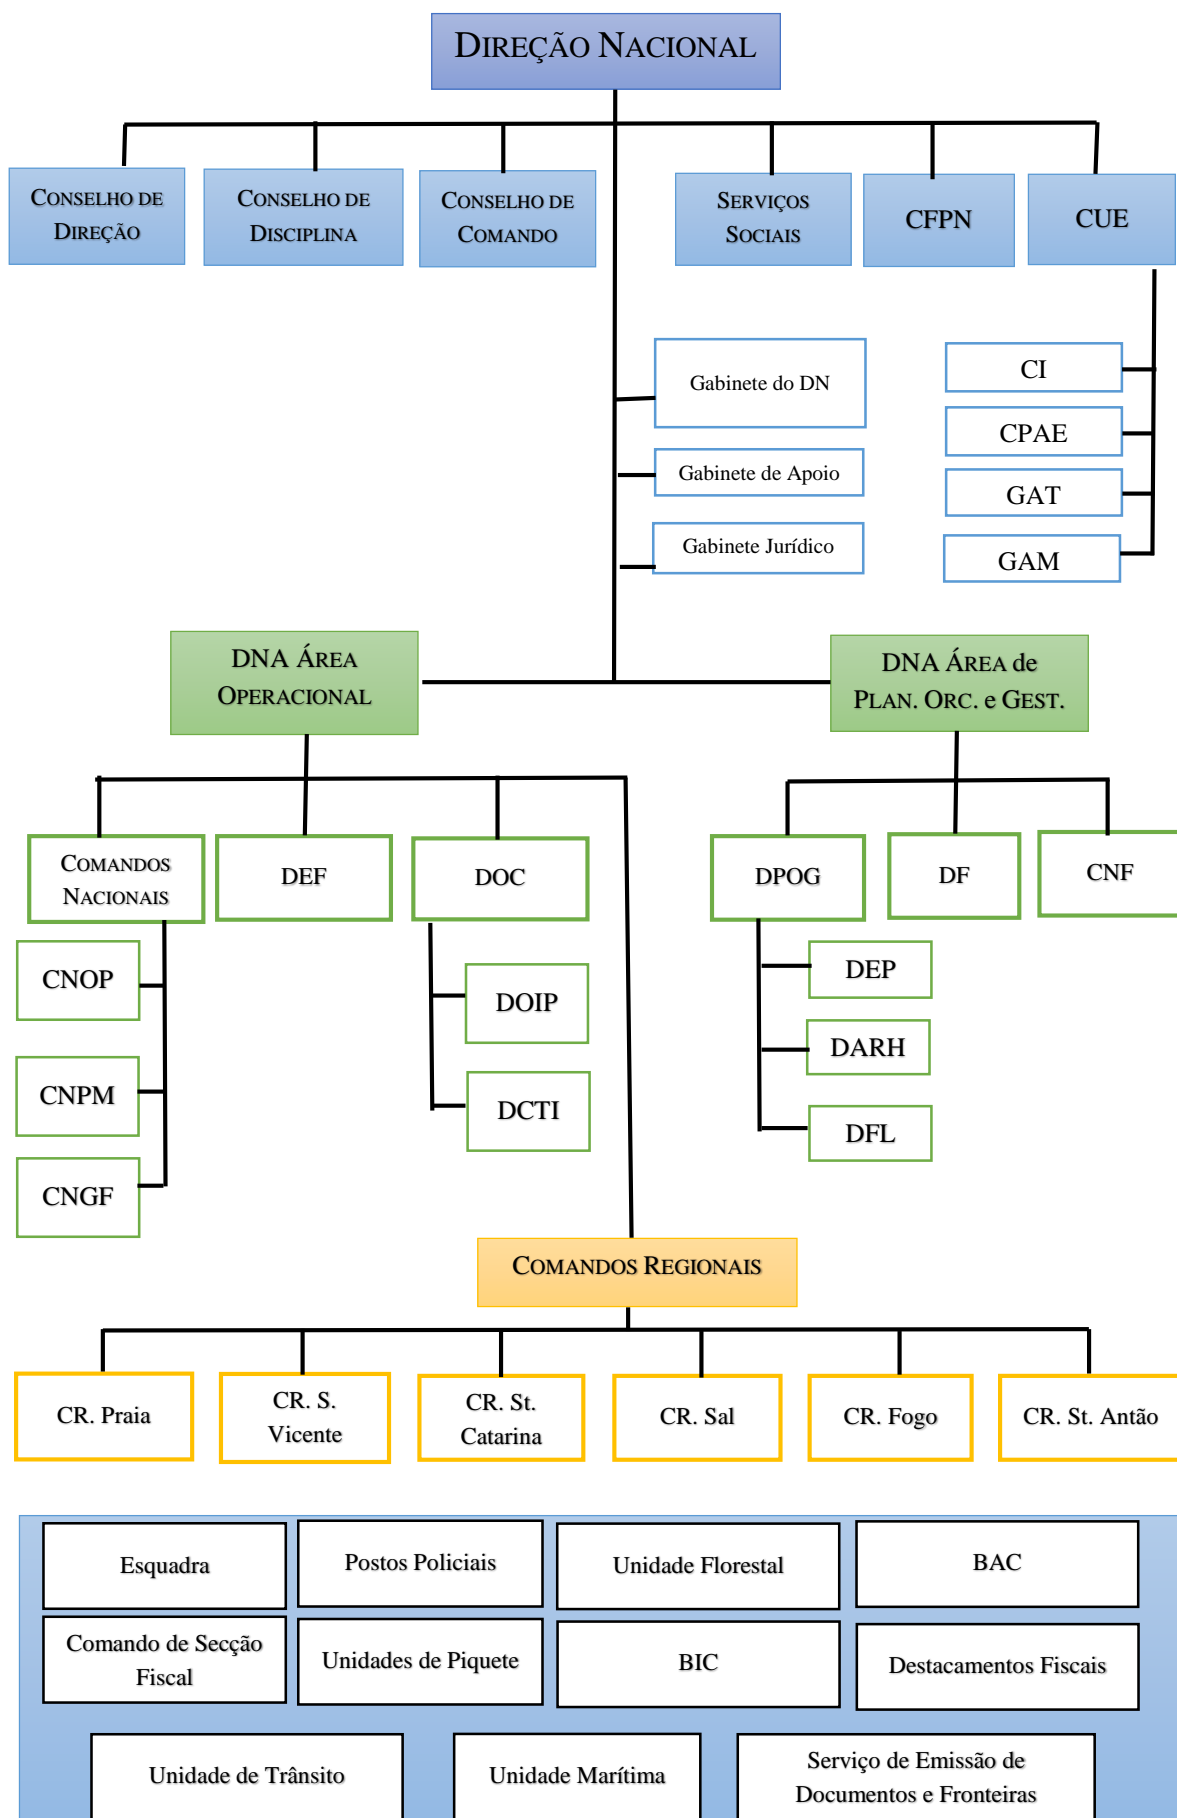 DIREÇÃO NACIONAL
CONSELHO DE
DIREÇÃO
CONSELHO DE
DISCIPLINA
CONSELHO DE
COMANDO
SERVIÇOS
SOCIAIS
CFPN
CUE
Gabinete do DN
Gabinete de Apoio
Gabinete Jurídico
CI
CPAE
GAT
GAM
DNA ÁREA
OPERACIONAL
DNA ÁREA de
PLAN. ORC. e GEST.
COMANDOS
NACIONAIS
DEF
DOC
DPOG
DF
CNF
CNOP
CNPM
CNGF
DOIP
DCTI
DEP
DARH
DFL
COMANDOS REGIONAIS
CR. Praia
CR. S.
Vicente
CR. St.
Catarina
CR. Sal
CR. Fogo
CR. St. Antão
Esquadra
Postos Policiais
Unidade Florestal
BAC
Comando de Secção
Fiscal
Unidades de Piquete
BIC
Destacamentos Fiscais
Unidade de Trânsito
Unidade Marítima
Serviço de Emissão de
Documentos e Fronteiras